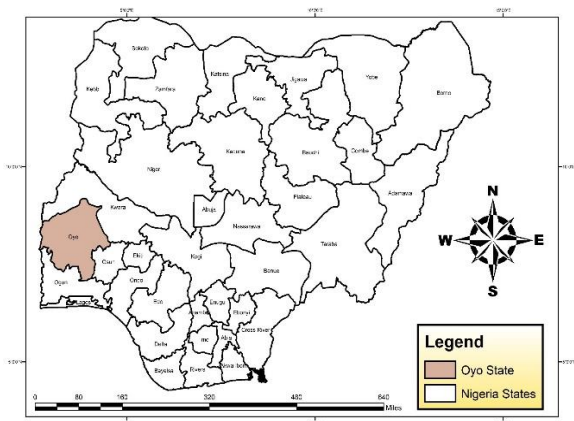 Sokoto
Katsina
Jigawa
Yobe
Borno
Kebbi
Zamfara
Kano
Kaduna
Bauchi
Gombe
Niger
Adamawa
Plateau
Kwara
Abuja
Nassarawa
Taraba
Oyo
Osun
Ekiti
Kogi
Benue
Ogun
Ondo
Lagos
Edo
Enugu
Ebonyi
Anambra
Cross River
Delta
Imo
Abia
Bayelsa
Rivers
Akwa Ibom
N
W
E
S
Legend
Oyo State
Nigeria States
0 80 160 320 480 640
Miles